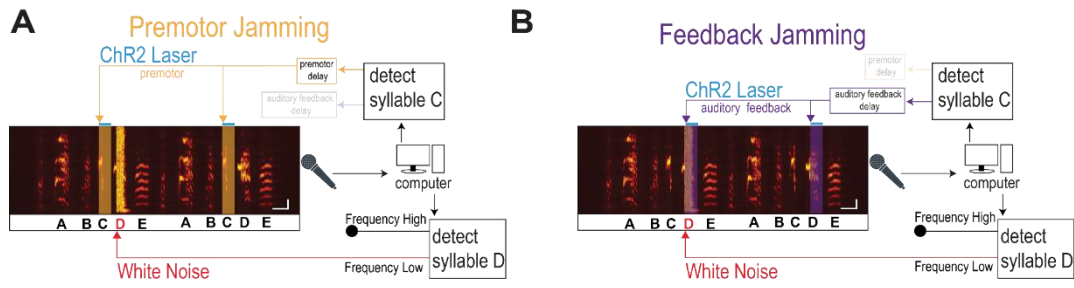 A
Premotor Jamming
ChR2 Laser
premotor
premotor
delay
auditory feedback
delay
detect
syllable C
computer
A B C D E A B C D E
Frequency High
Frequency Low
detect
syllable D
White Noise
B
Feedback Jamming
ChR2 Laser
auditory feedback
premotor
delay
auditory feedback
delay
detect
syllable C
computer
A B C D E A B C D E
Frequency High
Frequency Low
detect
syllable D
White Noise